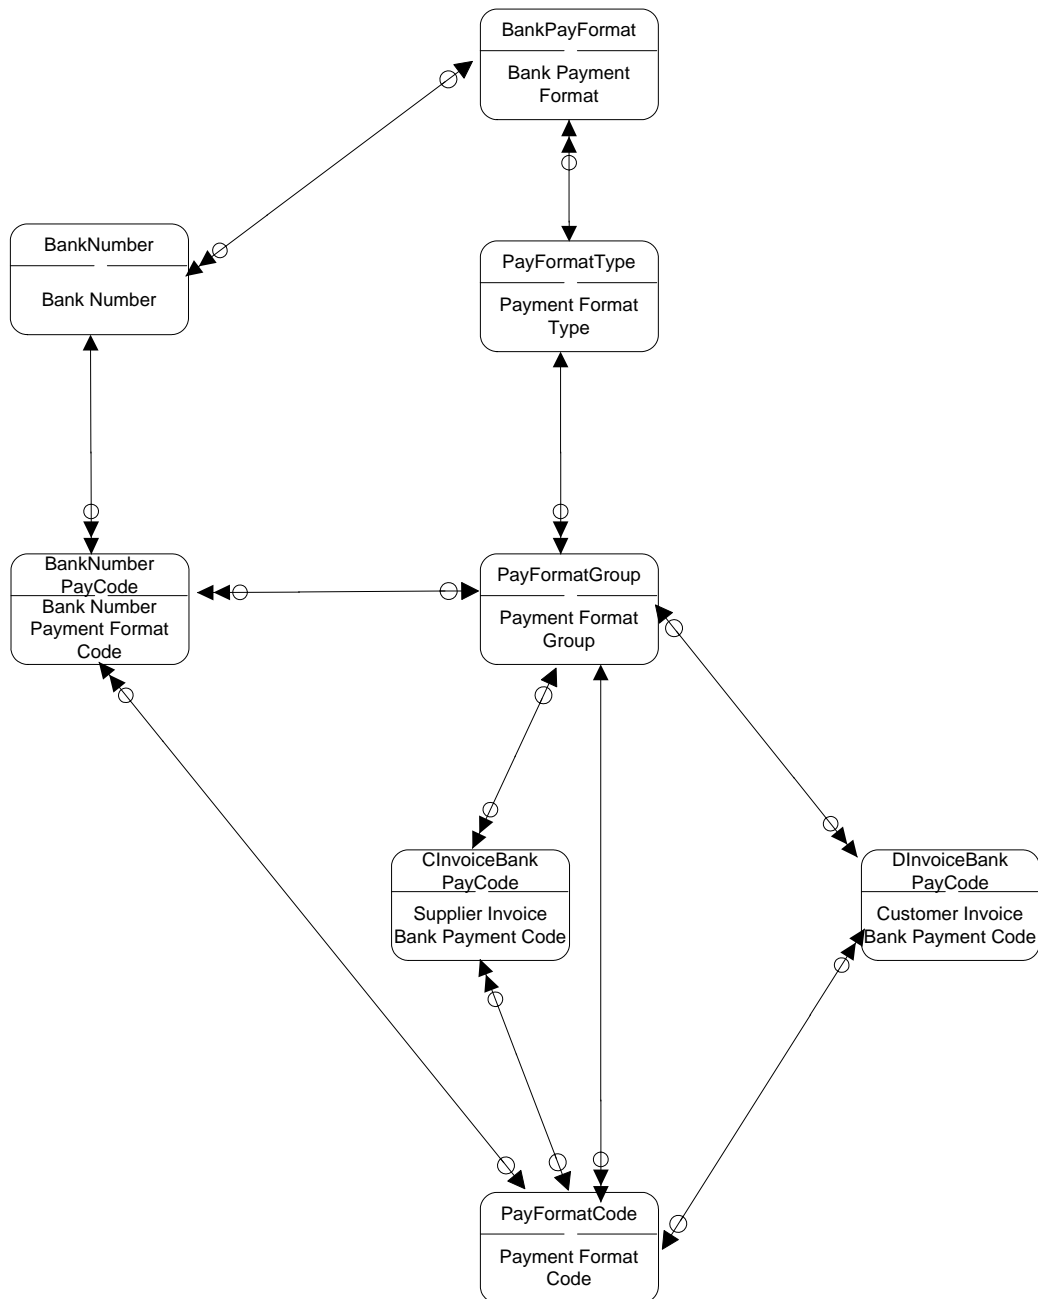 BankPayFormat
Bank Payment
Format
BankNumber
Bank Number
PayFormatType
Payment Format
Type
BankNumber
PayCode
Bank Number
Payment Format
Code
PayFormatGroup
Payment Format
Group
CInvoiceBank
PayCode
Supplier Invoice
Bank Payment Code
DInvoiceBank
PayCode
Customer Invoice
Bank Payment Code
PayFormatCode
Payment Format
Code